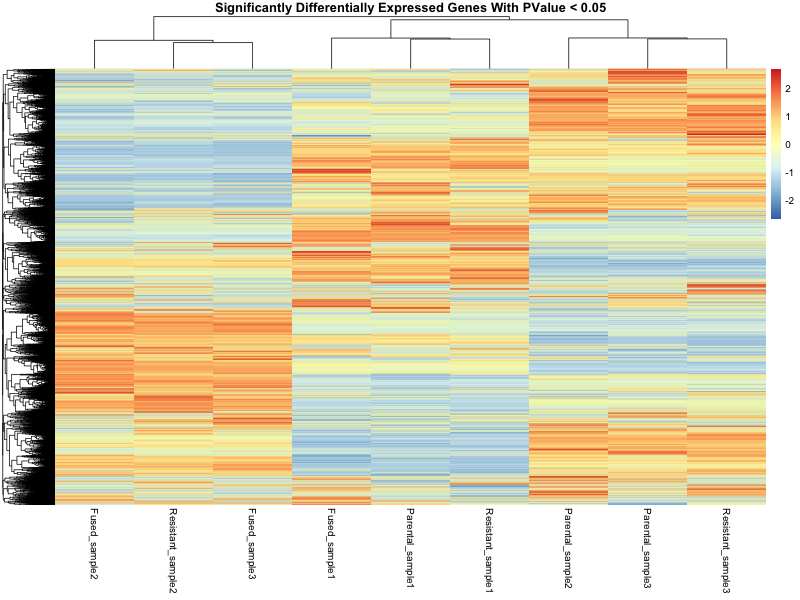 Significantly Differentially Expressed Genes With PValue < 0.05
2
1
0
-1
-2
Fused_sample2
Resistant_sample2
Fused_sample3
Fused_sample1
Parental_sample1
Resistant_sample1
Parental_sample2
Parental_sample3
Resistant_sample3